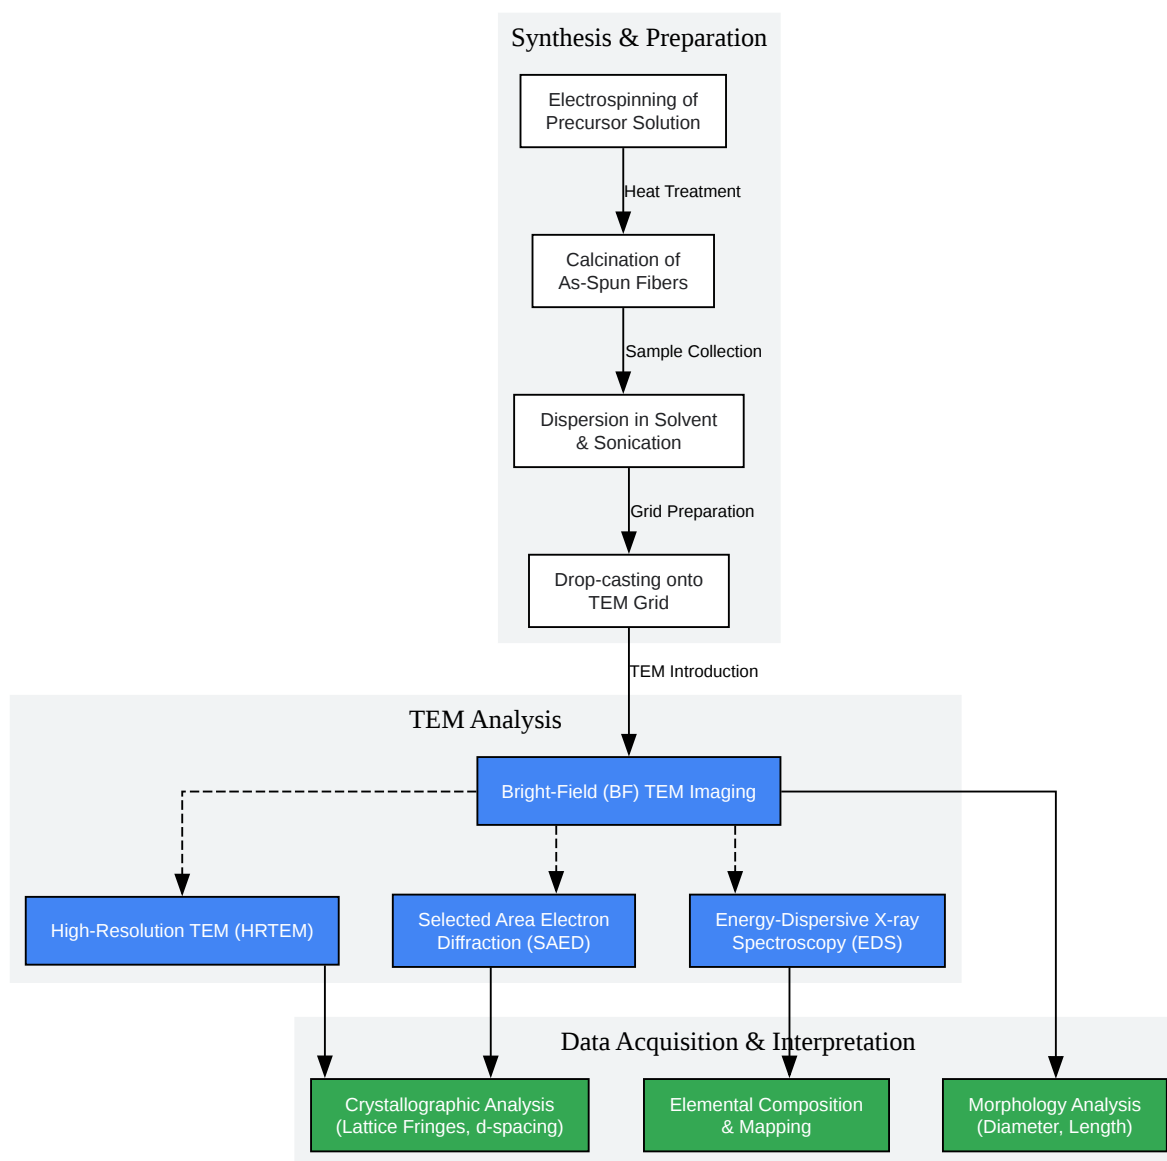 Synthesis & Preparation
Electrospinning of
Precursor Solution
Heat Treatment
Calcination of
As-Spun Fibers
Sample Collection
Dispersion in Solvent
& Sonication
Grid Preparation
Drop-casting onto
TEM Grid
TEM Introduction
TEM Analysis
Bright-Field (BF) TEM Imaging
High-Resolution TEM (HRTEM)
Selected Area Electron
Diffraction (SAED)
Energy-Dispersive X-ray
Spectroscopy (EDS)
Data Acquisition & Interpretation
Crystallographic Analysis
(Lattice Fringes, d-spacing)
Elemental Composition
& Mapping
Morphology Analysis
(Diameter, Length)